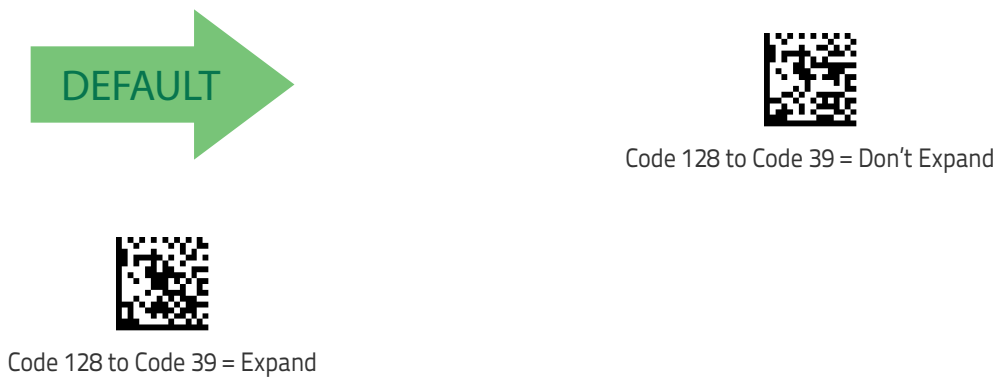 DEFAULT
Code 128 to Code 39 = Don't Expand
Code 128 to Code 39 = Expand